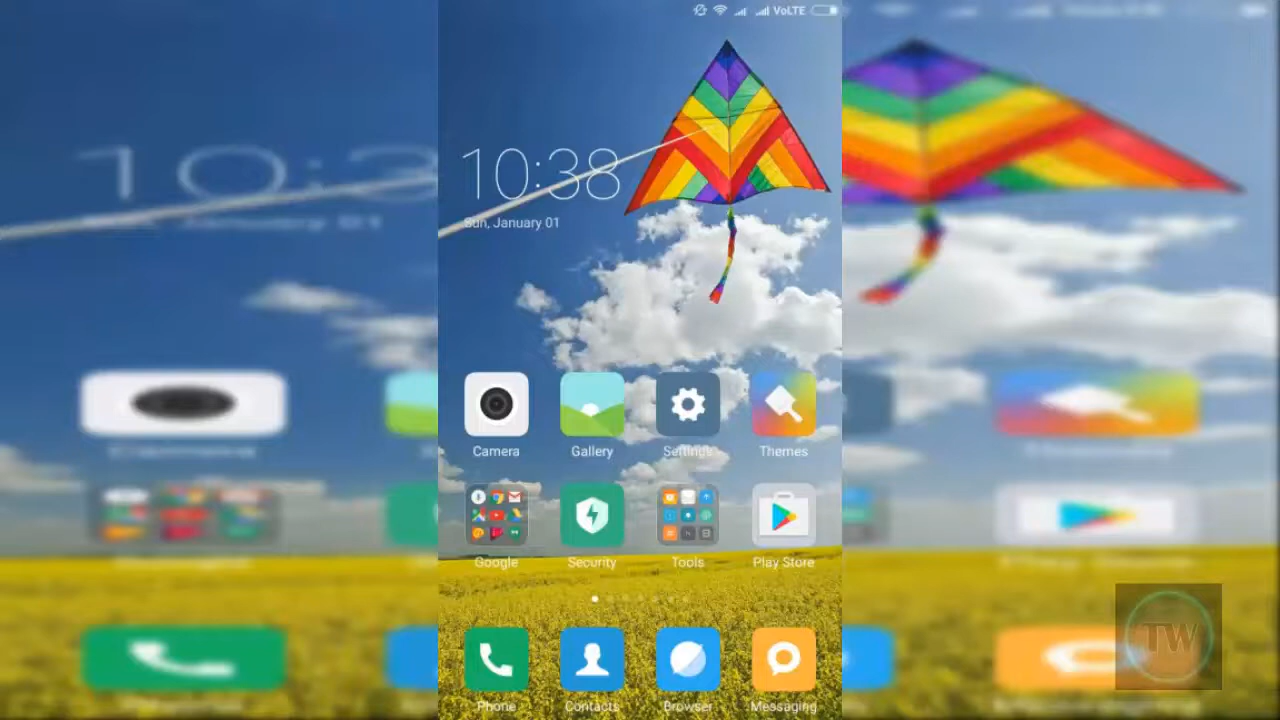 VoLTE
10:38
Sun, January 01
Camera Gallery Settings Themes
Google Security Tools Play Store
Phone Contacts Browser Messaging
TW